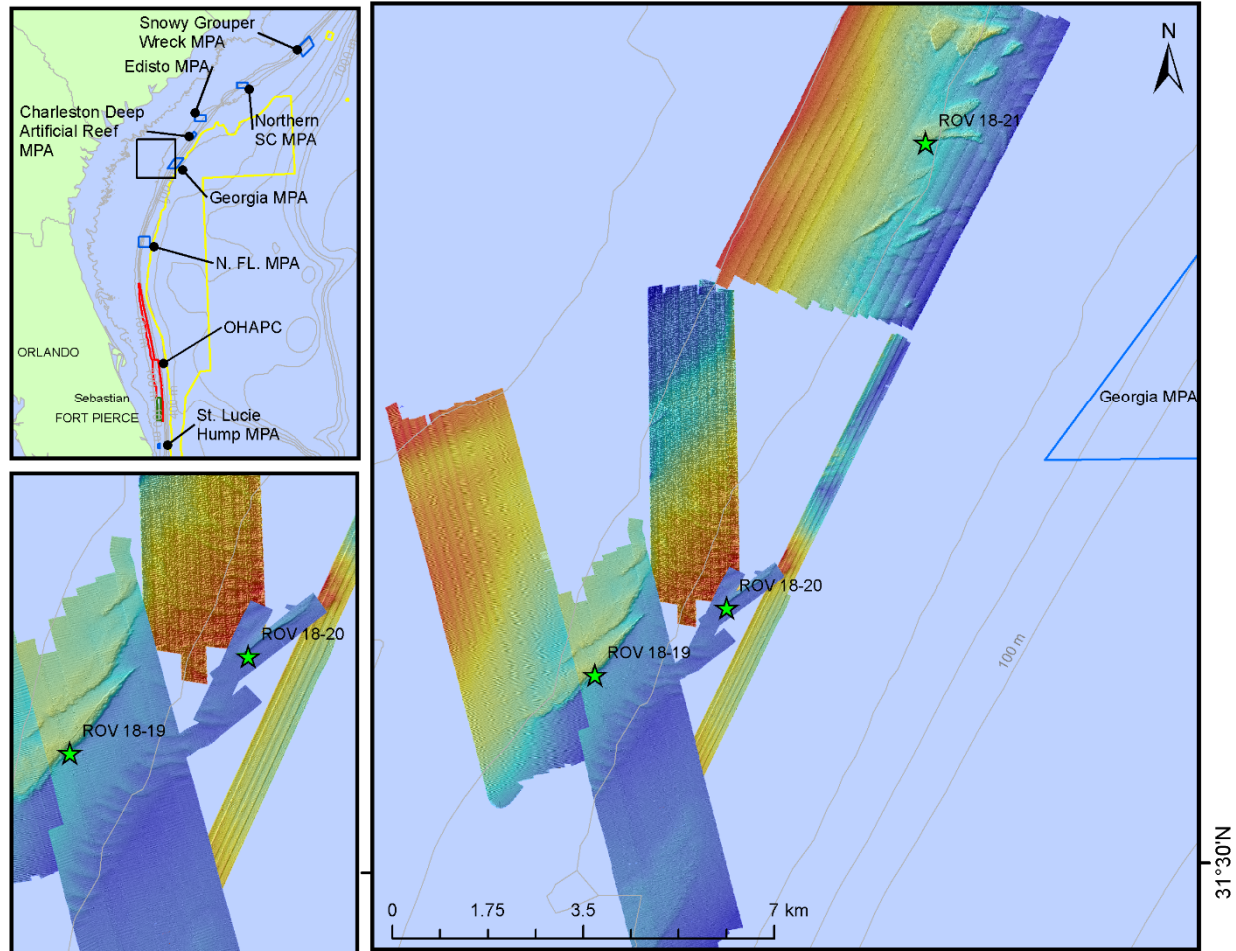 Snowy Grouper
Wreck MPA
Edisto MPA
Charleston Deep
Artificial Reef
MPA
Northern
SC MPA
Georgia MPA
N. FL. MPA
OHAPC
ORLANDO
Sebastian
FORT PIERCE
St. Lucie
Hump MPA
1000 m
100 m
ROV 18-20
ROV 18-19
N
ROV 18-21
Georgia MPA
ROV 18-20
ROV 18-19
100 m
31°30'N
0 1.75 3.5 7 km